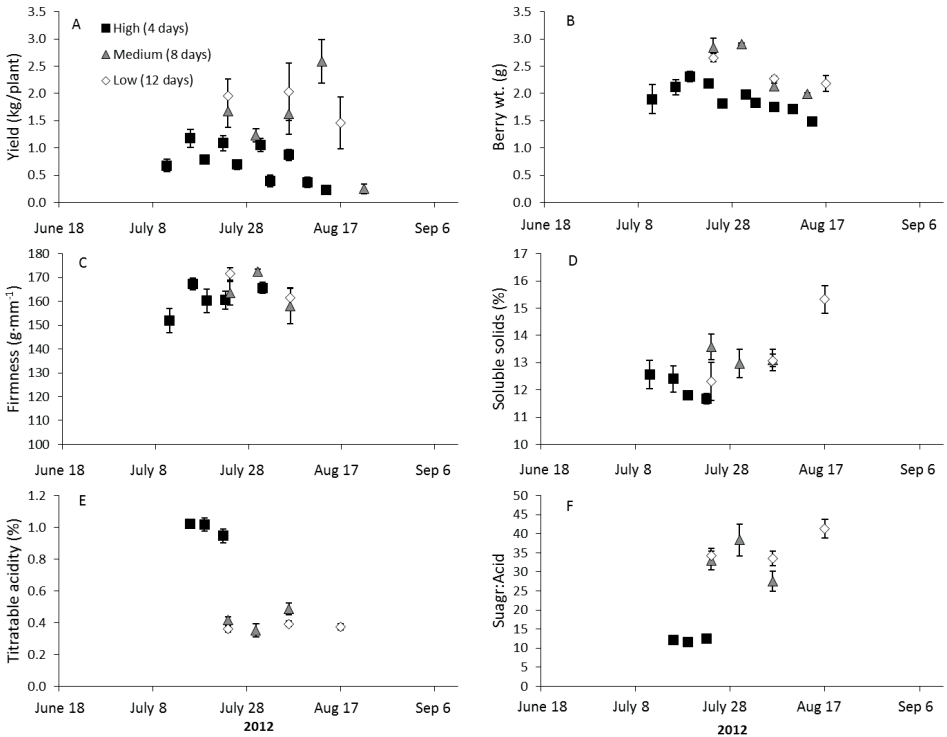 A
High (4 days)
Medium (8 days)
Low (12 days)
Yield (kg/plant)
3.5
3.0
2.5
2.0
1.5
1.0
0.5
0.0
June 18 July 8 July 28 Aug 17 Sep 6
B
Berry wt. (g)
3.5
3.0
2.5
2.0
1.5
1.0
0.5
0.0
June 18 July 8 July 28 Aug 17 Sep 6
C
Firmness (g·mm⁻¹)
180
170
160
150
140
130
120
110
100
June 18 July 8 July 28 Aug 17 Sep 6
D
Soluble solids (%)
17
16
15
14
13
12
11
10
June 18 July 8 July 28 Aug 17 Sep 6
E
Titratable acidity (%)
1.2
1.0
0.8
0.6
0.4
0.2
0.0
June 18 July 8 July 28 Aug 17 Sep 6
2012
F
Suagr:Acid
50
45
40
35
30
25
20
15
10
5
0
June 18 July 8 July 28 Aug 17 Sep 6
2012